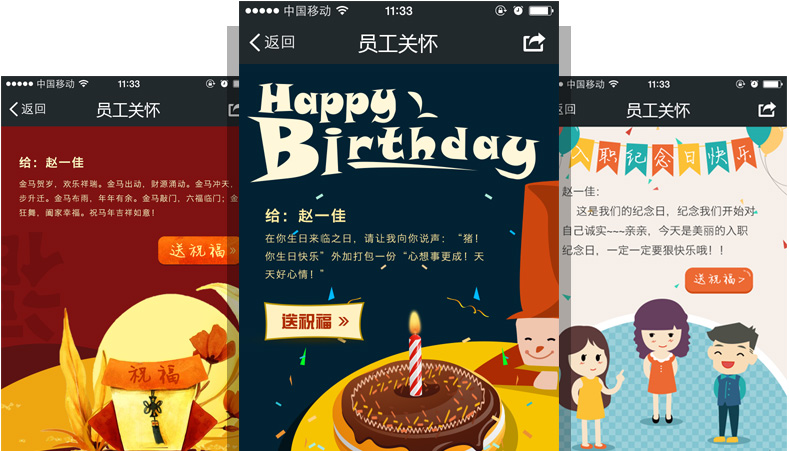 中国移动 11:33
返回 员工关怀
给：赵一佳
金马贺岁，欢乐祥瑞。金马出动，财源涌动。金马冲天，
步升迁。金马布雨，年年有余。金马敲门，六福临门；金
狂舞，阖家幸福。祝马年吉祥如意！
送祝福»
祝福
中国移动 11:33
返回 员工关怀
Happy
Birthday
给：赵一佳
在你生日来临之日，请让我向你说声：“猪！
你生日快乐”外加打包一份“心想事更成！天
天好心情！”
送祝福 »
中国移动 11:33
返回 员工关怀
入职纪念日快乐
赵一佳：
这是我们的纪念日，纪念我们开始对
自己诚实~~~亲亲，今天是美丽的入职
纪念日，一定一定要狠快乐哦！！
送祝福>